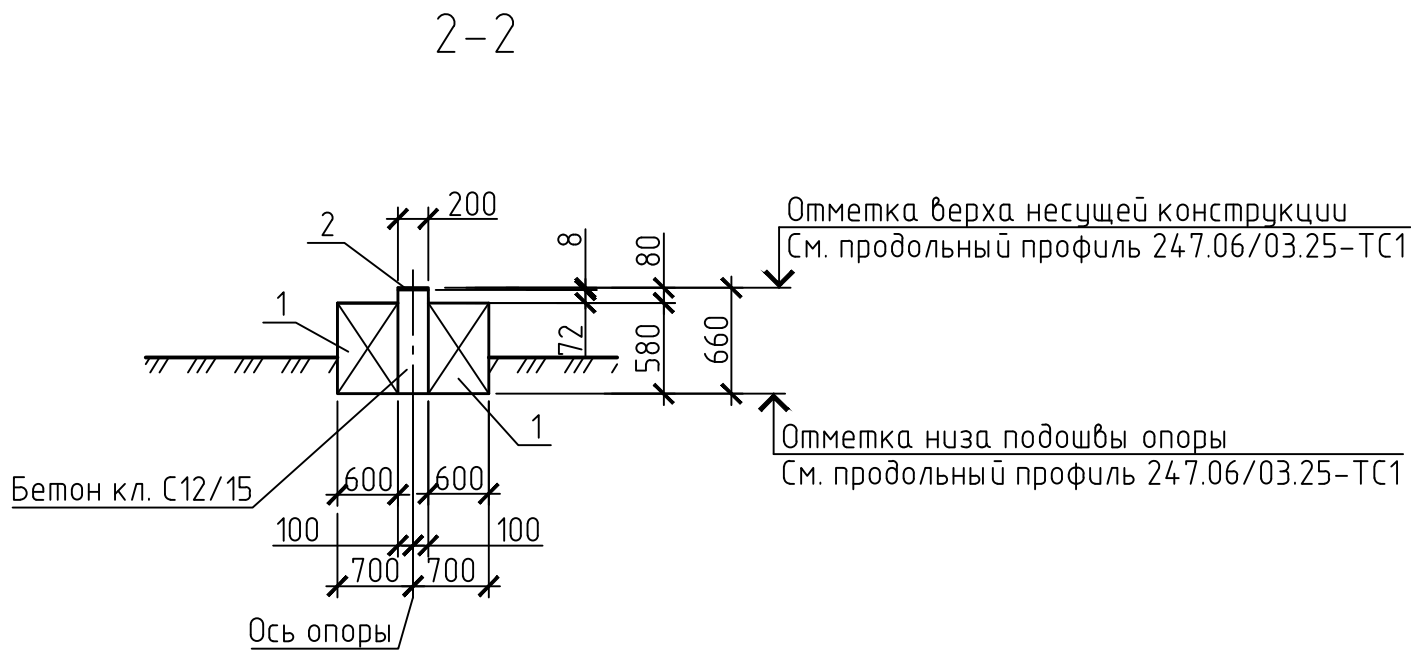 2-2
200
2
8
80
Отметка верха несущей конструкции
См. продольный профиль 247.06/03.25-ТС1
1
72
580
660
1
Отметка низа подошвы опоры
См. продольный профиль 247.06/03.25-ТС1
600
600
Бетон кл. С12/15
100
100
700
700
Ось опоры